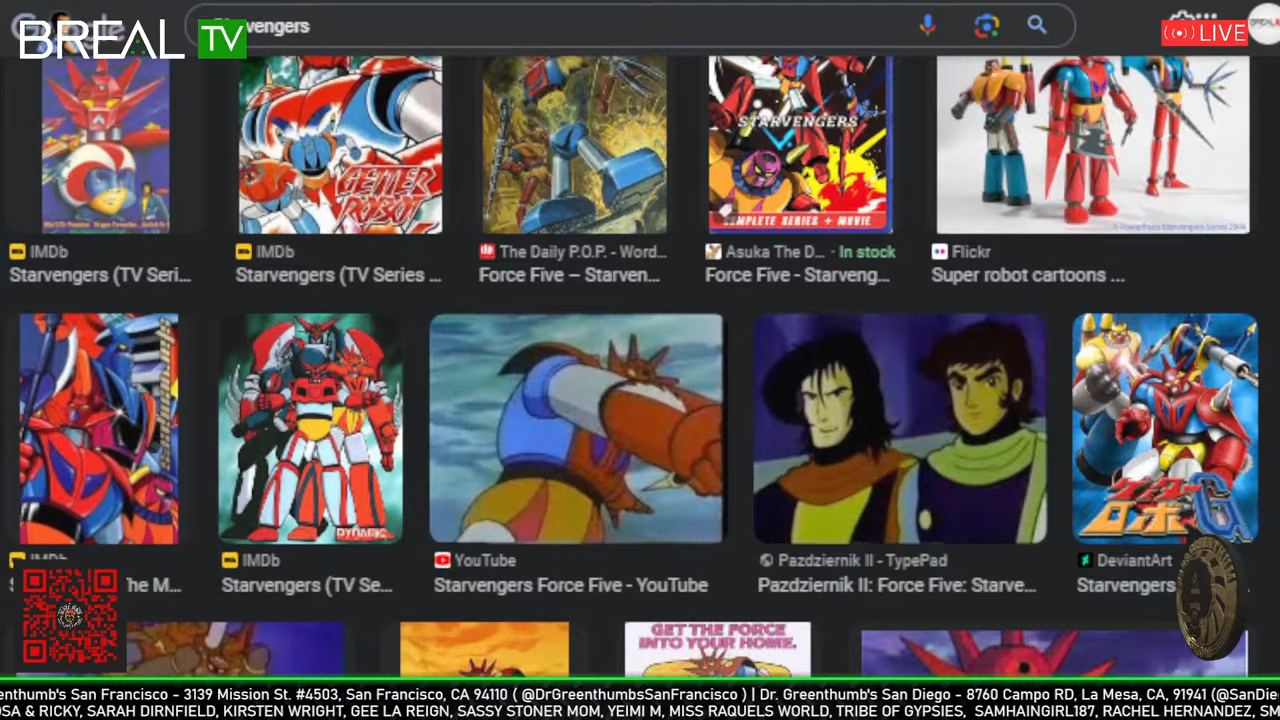 BREAL TV
vengers
LIVE
STARVENGERS
GETTER
ROBOT
COMPLETE SERIES + MOVIE
IMDb
Starvengers (TV Seri...
IMDb
Starvengers (TV Series ...
The Daily P.O.P. - Word...
Force Five – Starven...
Asuka The D... - In stock
Force Five - Starveng...
Flickr
Super robot cartoons ...
ゲッター
ロボG
DYNAMIC
IMDb
he M...
IMDb
Starvengers (TV Se...
YouTube
Starvengers Force Five - YouTube
Pazdziernik II - TypePad
Pazdziernik II: Force Five: Starve...
DeviantArt
Starvengers
GET THE FORCE
INTO YOUR HOME.
enthumb's San Francisco - 3139 Mission St. #4503, San Francisco, CA 94110 ( @DrGreenthumbsSanFrancisco ) | Dr. Greenthumb's San Diego - 8760 Campo RD, La Mesa, CA, 91941 (@SanDie
OSA & RICKY, SARAH DIRNFIELD, KIRSTEN WRIGHT, GEE LA REIGN, SASSY STONER MOM, YEIMI M, MISS RAQUELS WORLD, TRIBE OF GYPSIES, SAMHAINGIRL187, RACHEL HERNANDEZ, SM